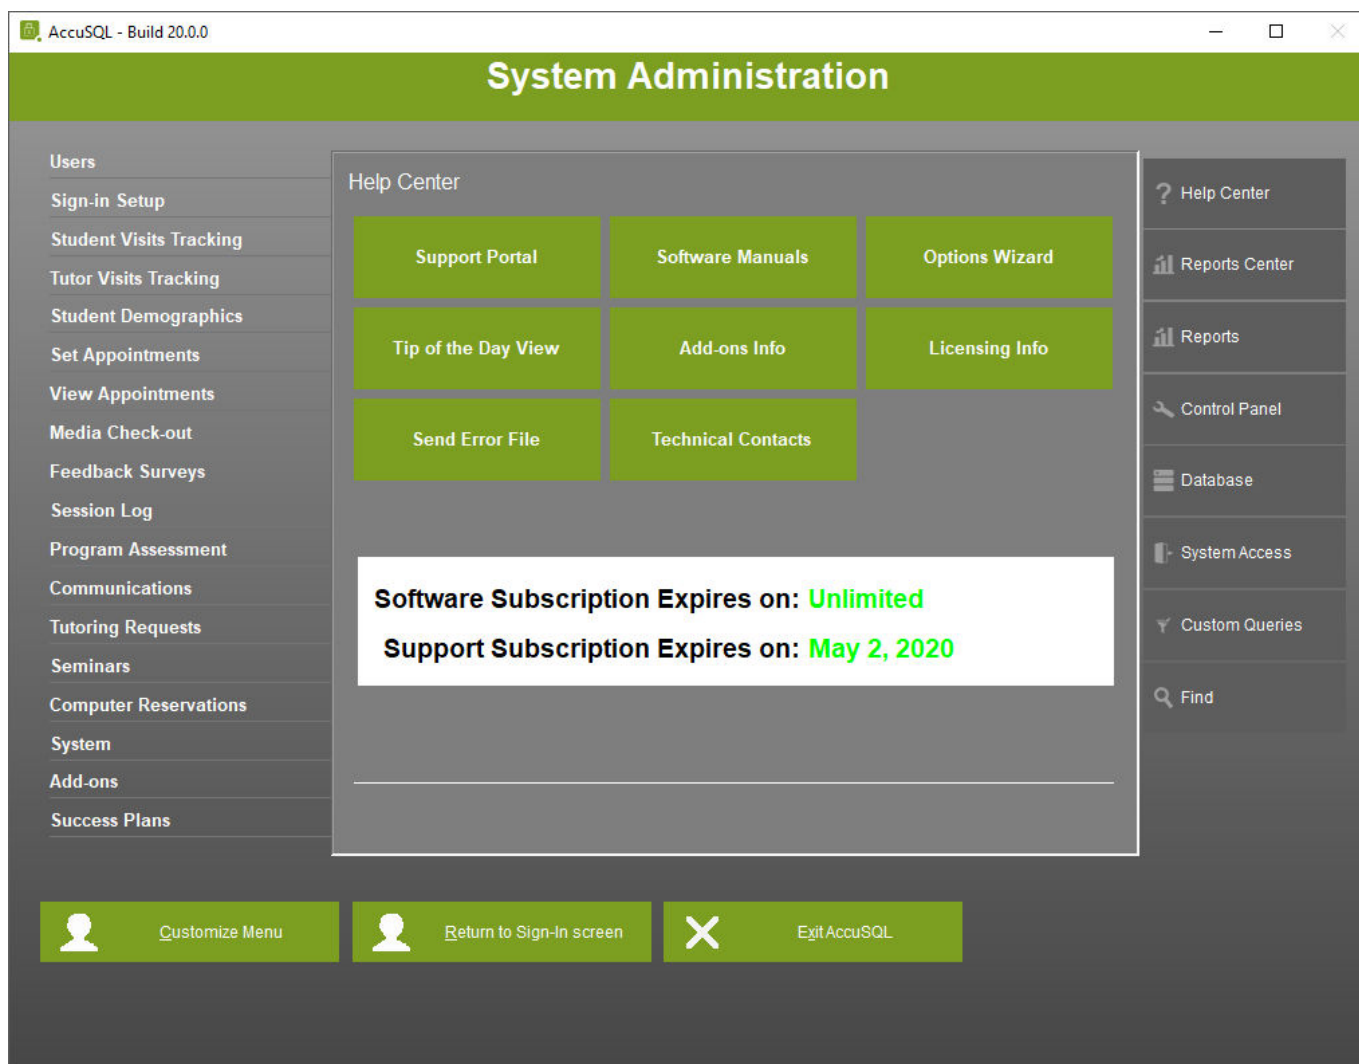 AccuSQL - Build 20.0.0
System Administration
Users
Sign-in Setup
Student Visits Tracking
Tutor Visits Tracking
Student Demographics
Set Appointments
View Appointments
Media Check-out
Feedback Surveys
Session Log
Program Assessment
Communications
Tutoring Requests
Seminars
Computer Reservations
System
Add-ons
Success Plans
Help Center
Support Portal
Software Manuals
Options Wizard
Tip of the Day View
Add-ons Info
Licensing Info
Send Error File
Technical Contacts
Software Subscription Expires on: Unlimited
Support Subscription Expires on: May 2, 2020
? Help Center
Reports Center
Reports
Control Panel
Database
System Access
Custom Queries
Find
Customize Menu
Return to Sign-In screen
Exit AccuSQL